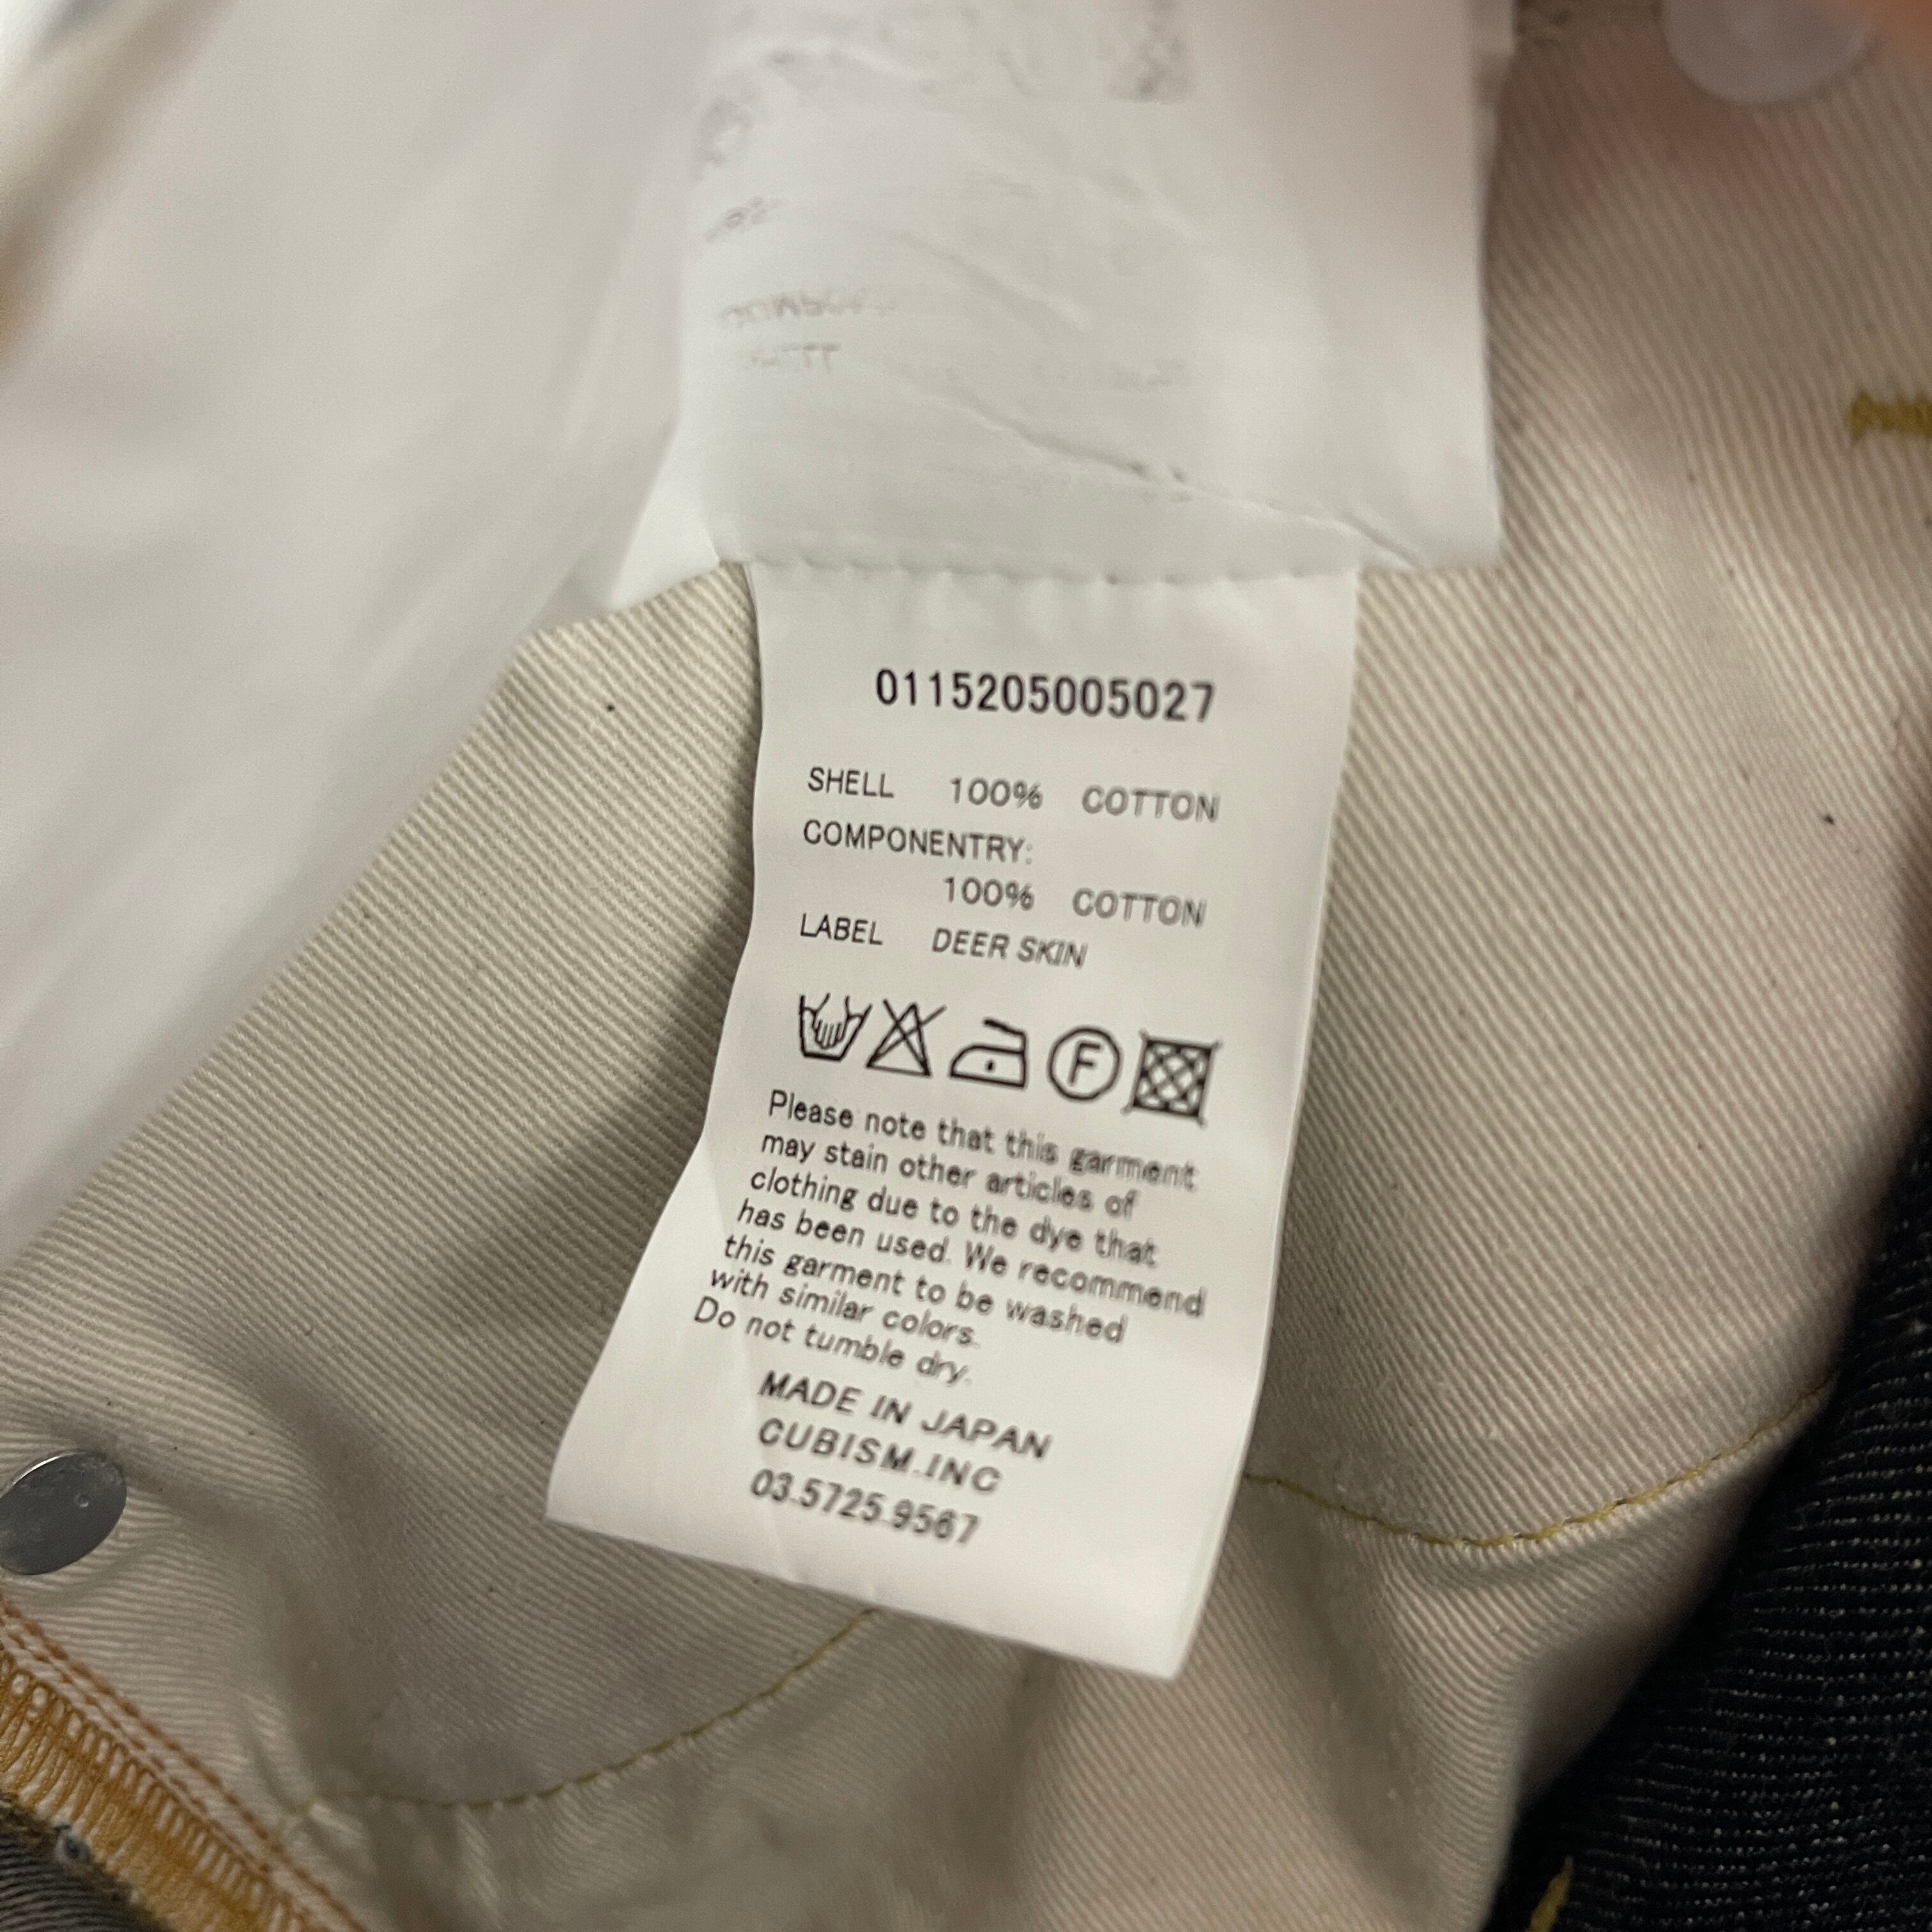 0115205005027
SHELL 100% COTTON
COMPONENTRY:
100% COTTON
LABEL DEER SKIN
F
Please note that this garment
may stain other articles of
clothing due to the dye that
has been used. We recommend
this garment to be washed
with similar colors.
Do not tumble dry.
MADE IN JAPAN
CUBISM.INC
03.5725.9567